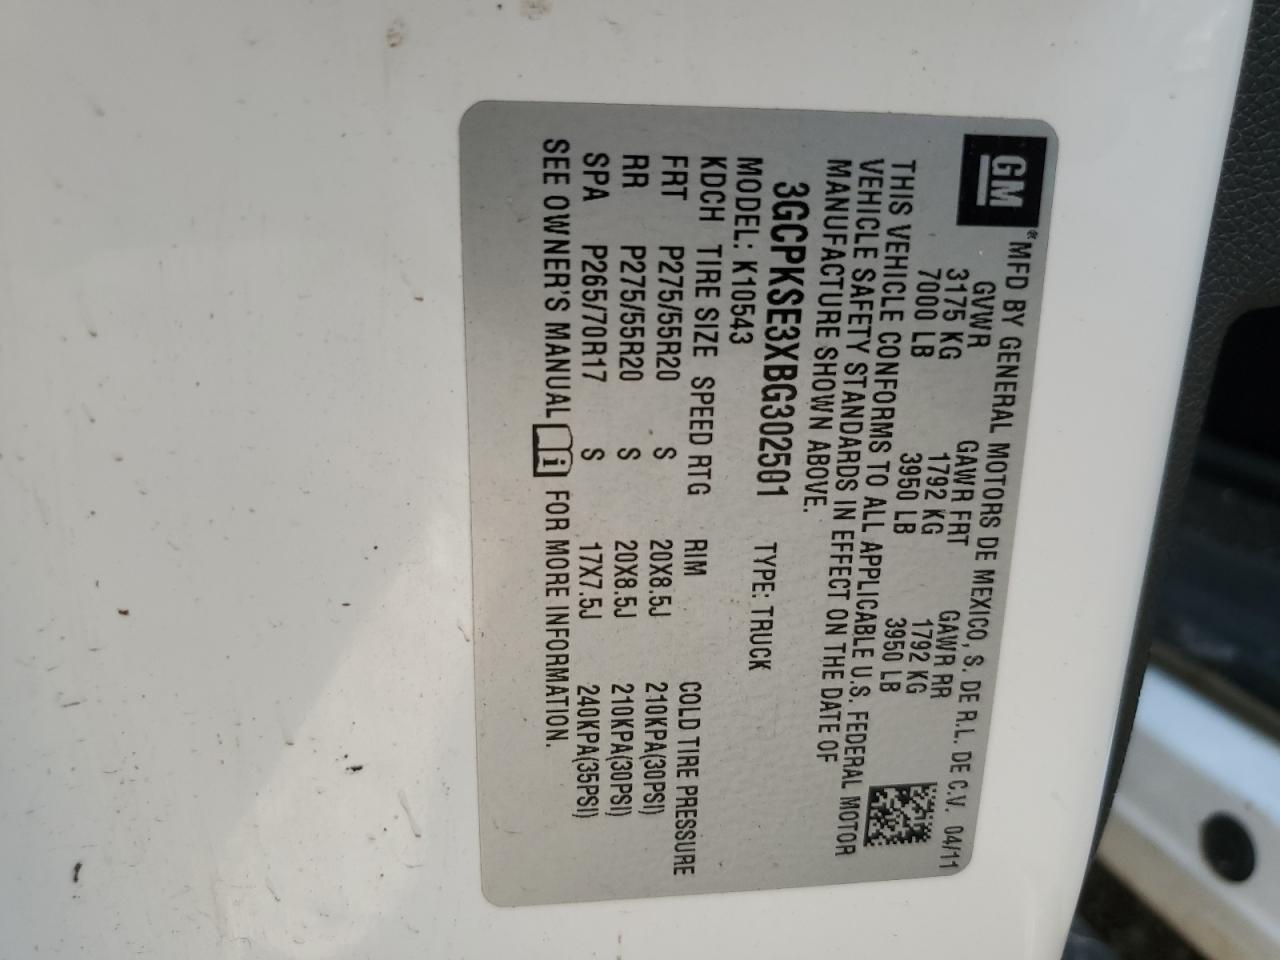 GM® MFD BY GENERAL MOTORS DE MEXICO, S. DE R.L. DE C.V. 04/11
GVWR GAWR FRT GAWR RR
3175 KG 1792 KG 1792 KG
7000 LB 3950 LB 3950 LB
THIS VEHICLE CONFORMS TO ALL APPLICABLE U.S. FEDERAL MOTOR
VEHICLE SAFETY STANDARDS IN EFFECT ON THE DATE OF
MANUFACTURE SHOWN ABOVE.
3GCPKSE3XBG302501 TYPE: TRUCK
MODEL: K10543
KDCH TIRE SIZE SPEED RTG RIM COLD TIRE PRESSURE
FRT P275/55R20 S 20X8.5J 210KPA(30PSI)
RR P275/55R20 S 20X8.5J 210KPA(30PSI)
SPA P265/70R17 S 17X7.5J 240KPA(35PSI)
SEE OWNER'S MANUAL i FOR MORE INFORMATION.